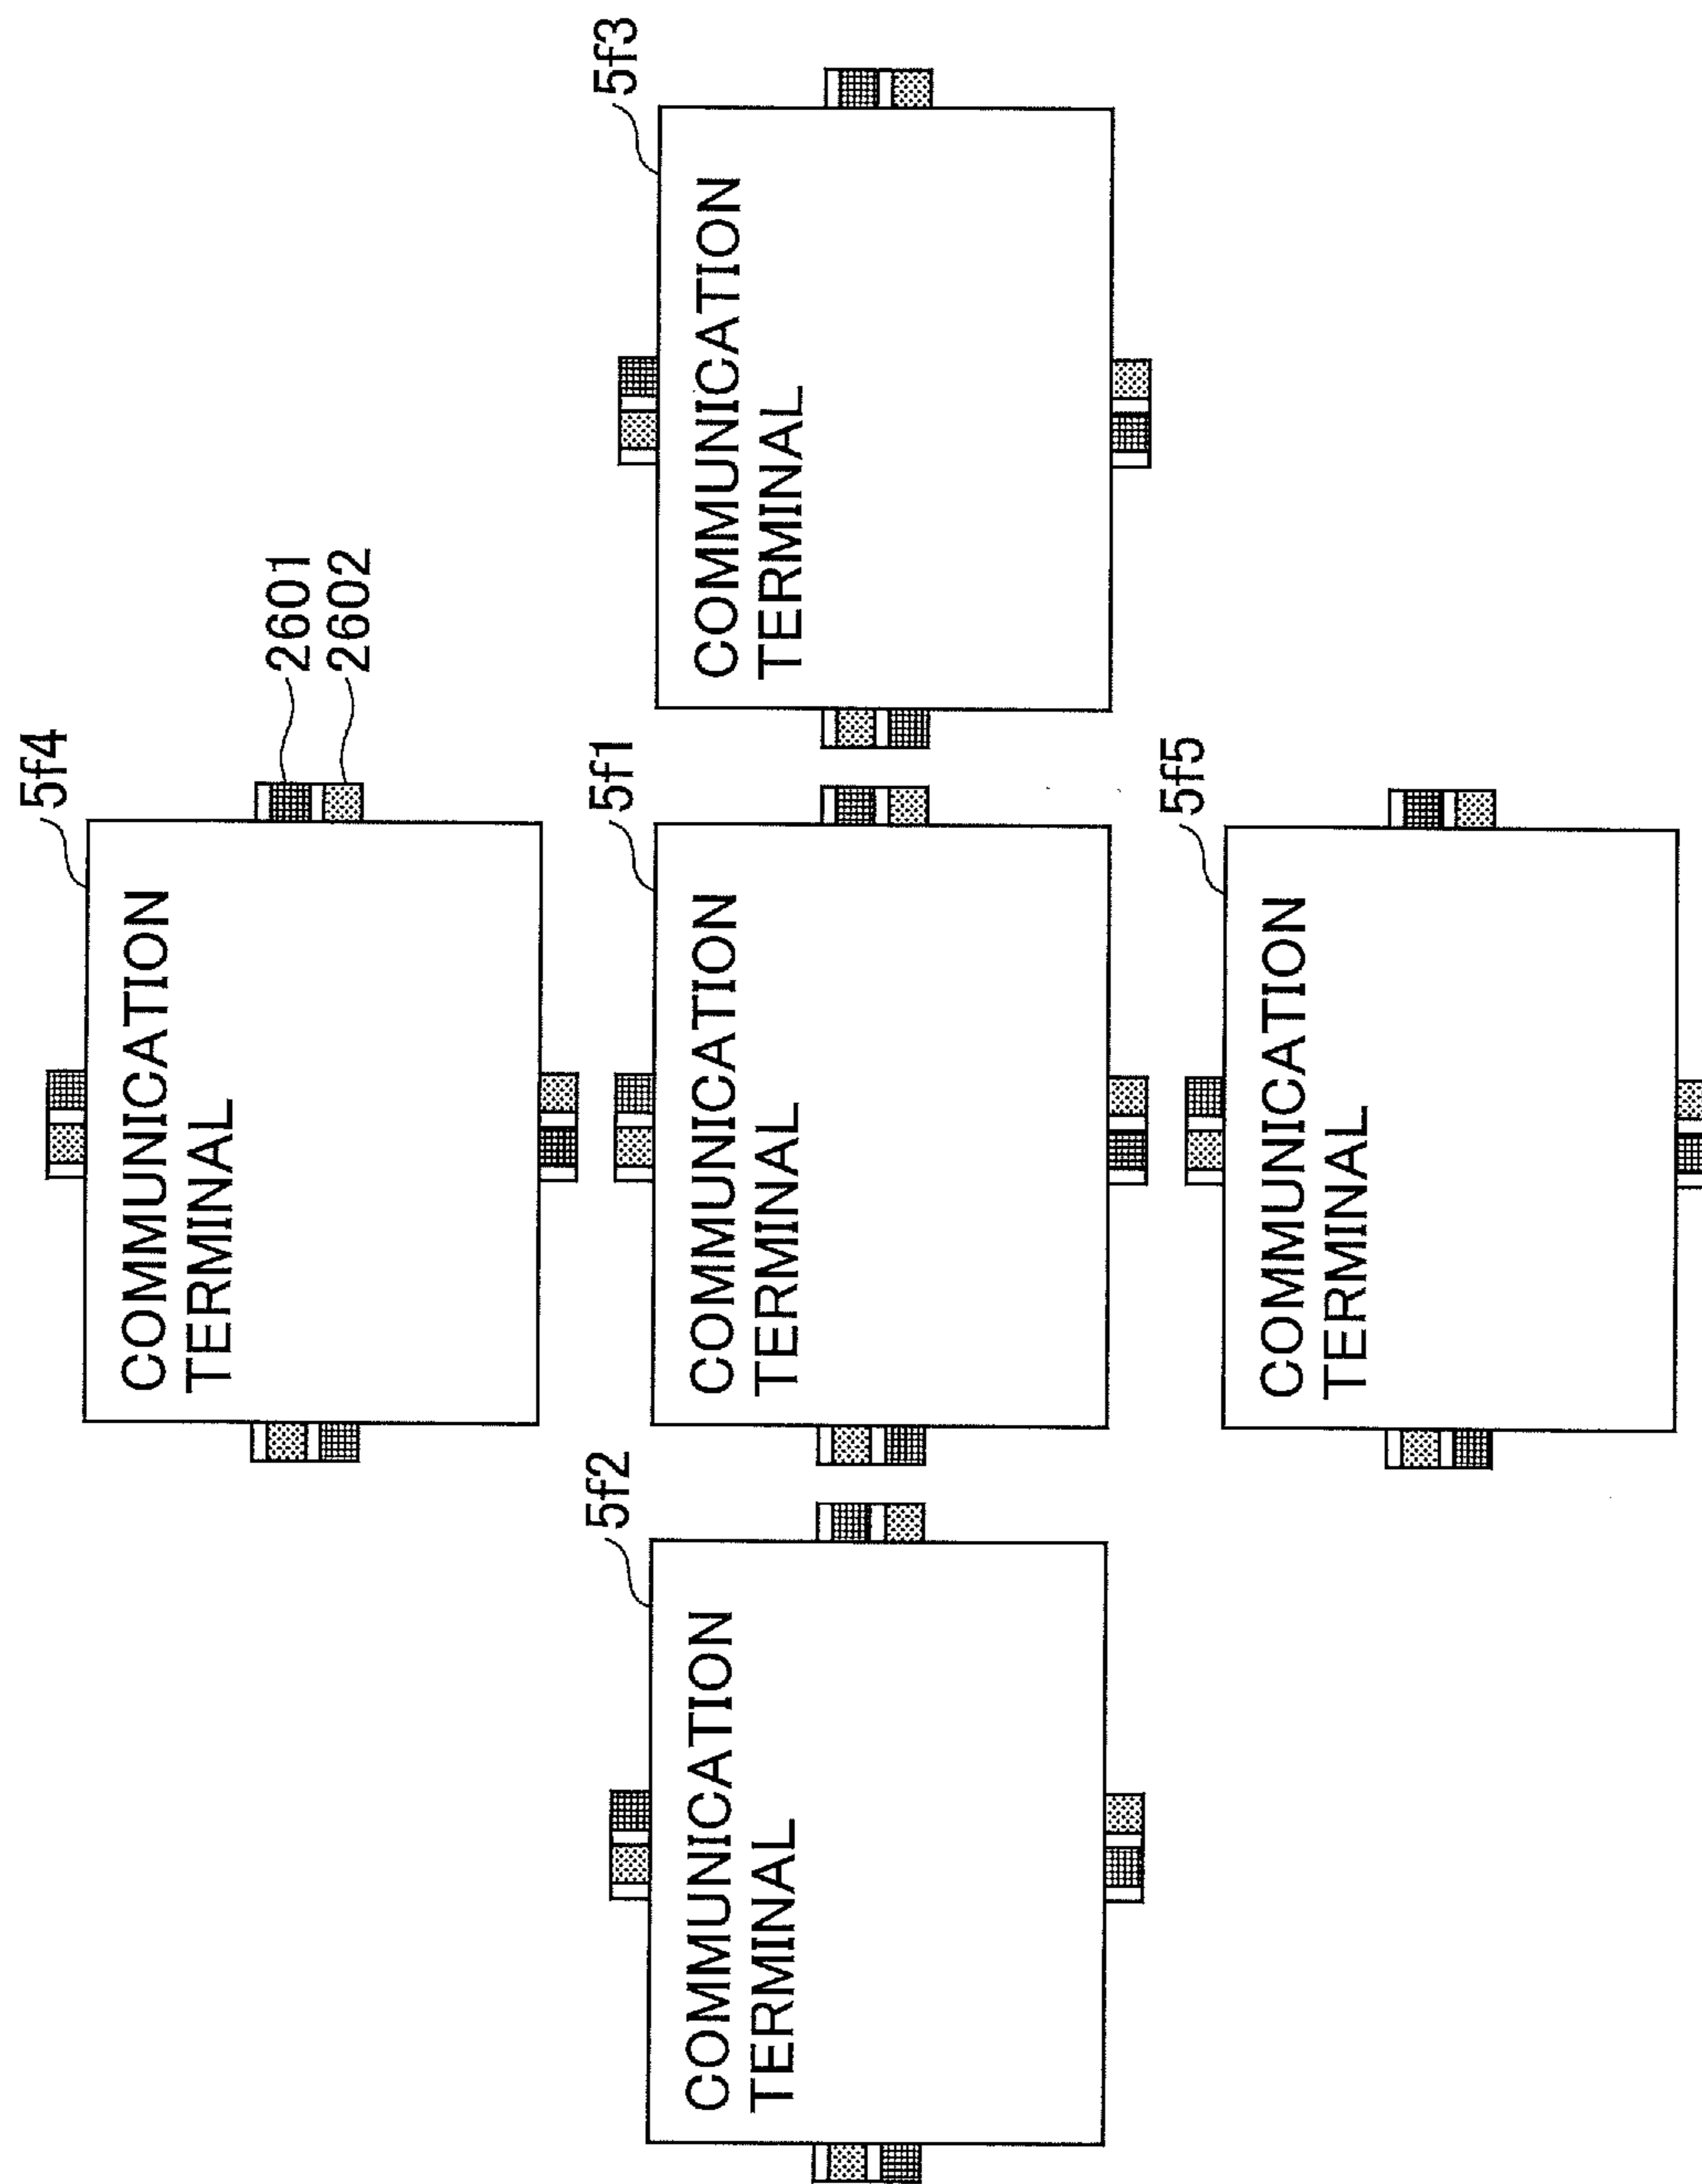 5f4
COMMUNICATION
TERMINAL
2601
2602
5f2
COMMUNICATION
TERMINAL
5f1
COMMUNICATION
TERMINAL
5f3
COMMUNICATION
TERMINAL
5f5
COMMUNICATION
TERMINAL